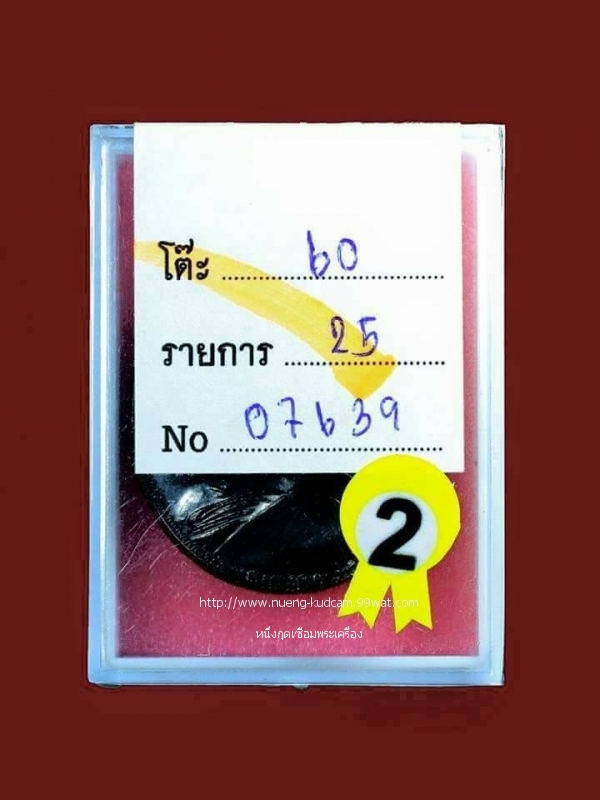 โต๊ะ ........ 60 ........
รายการ ........ 25 ........
No ........ 07639 ........
2
http://www.nueng-kudcam.99wat.com
หนึ่งกุดเชือมพระเครื่อง